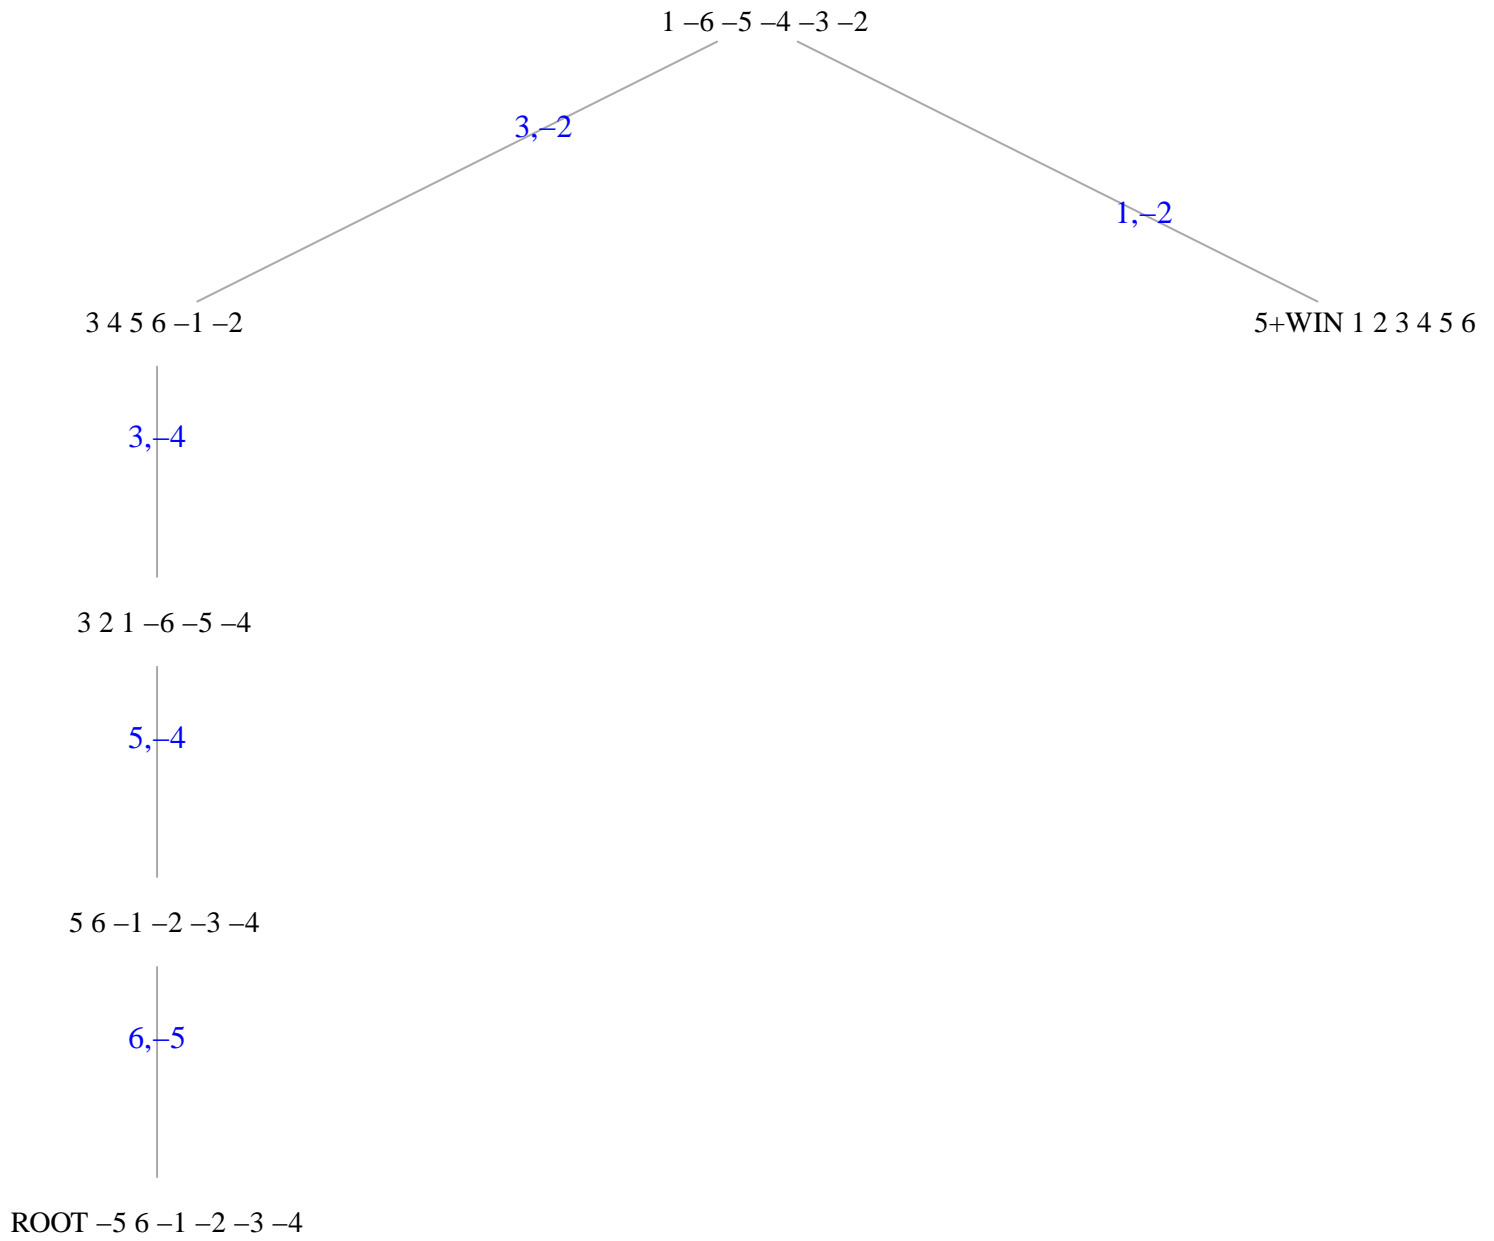 1 –6 –5 –4 –3 –2
3,–2
1,–2
3 4 5 6 –1 –2
5+WIN 1 2 3 4 5 6
3,–4
3 2 1 –6 –5 –4
5,–4
5 6 –1 –2 –3 –4
6,–5
ROOT –5 6 –1 –2 –3 –4